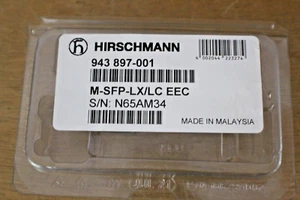 h HIRSCHMANN
943 897-001
M-SFP-LX/LC EEC
S/N: N65AM34
MADE IN MALAYSIA